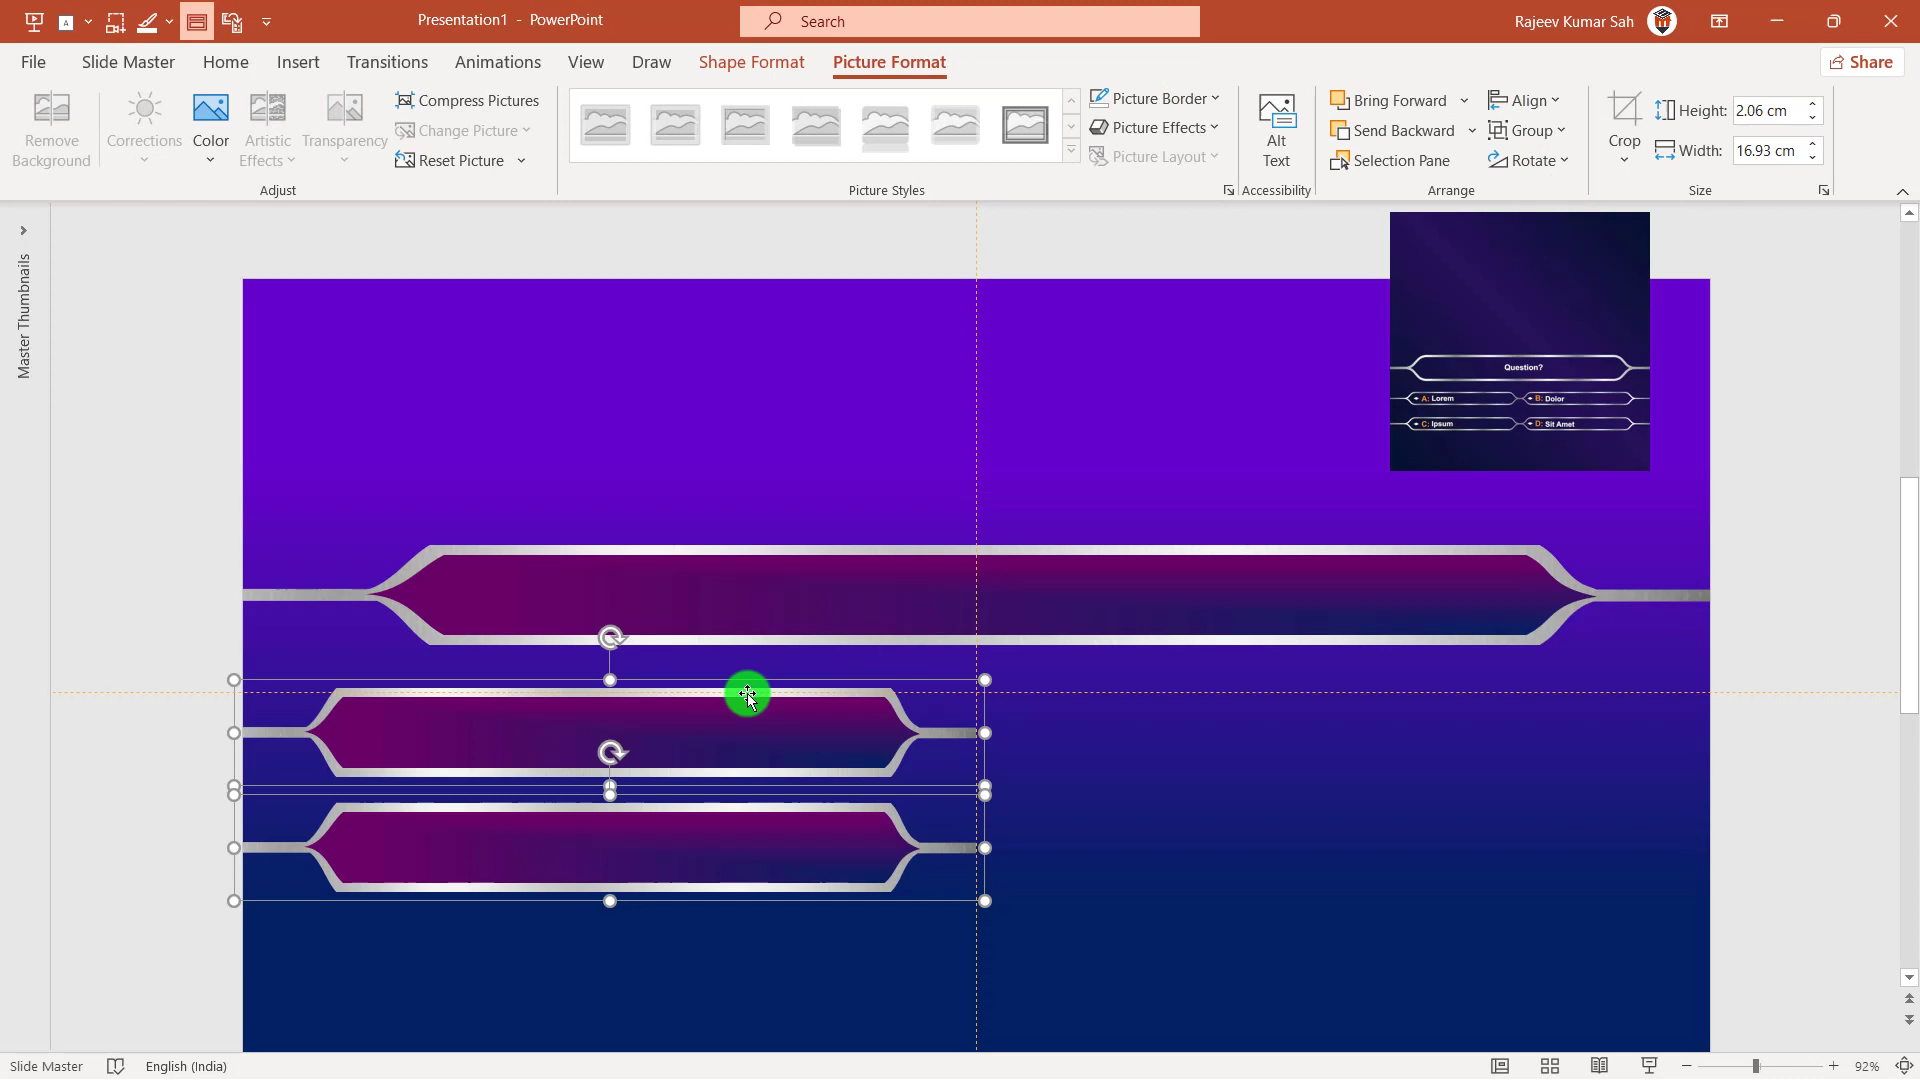 A
Presentation1 - PowerPoint
Search
Rajeev Kumar Sah
File
Slide Master
Home
Insert
Transitions
Animations
View
Draw
Shape Format
Picture Format
Share
Remove Background
Corrections
Color
Artistic Effects
Transparency
Compress Pictures
Change Picture
Reset Picture
Adjust
Picture Styles
Picture Border
Picture Effects
Picture Layout
Alt Text
Accessibility
Bring Forward
Send Backward
Selection Pane
Align
Group
Rotate
Arrange
Crop
Height: 2.06 cm
Width: 16.93 cm
Size
Master Thumbnails
Question?
A: Lorem
B: Dolor
C: Ipsum
D: Sit Amet
Slide Master
English (India)
92%